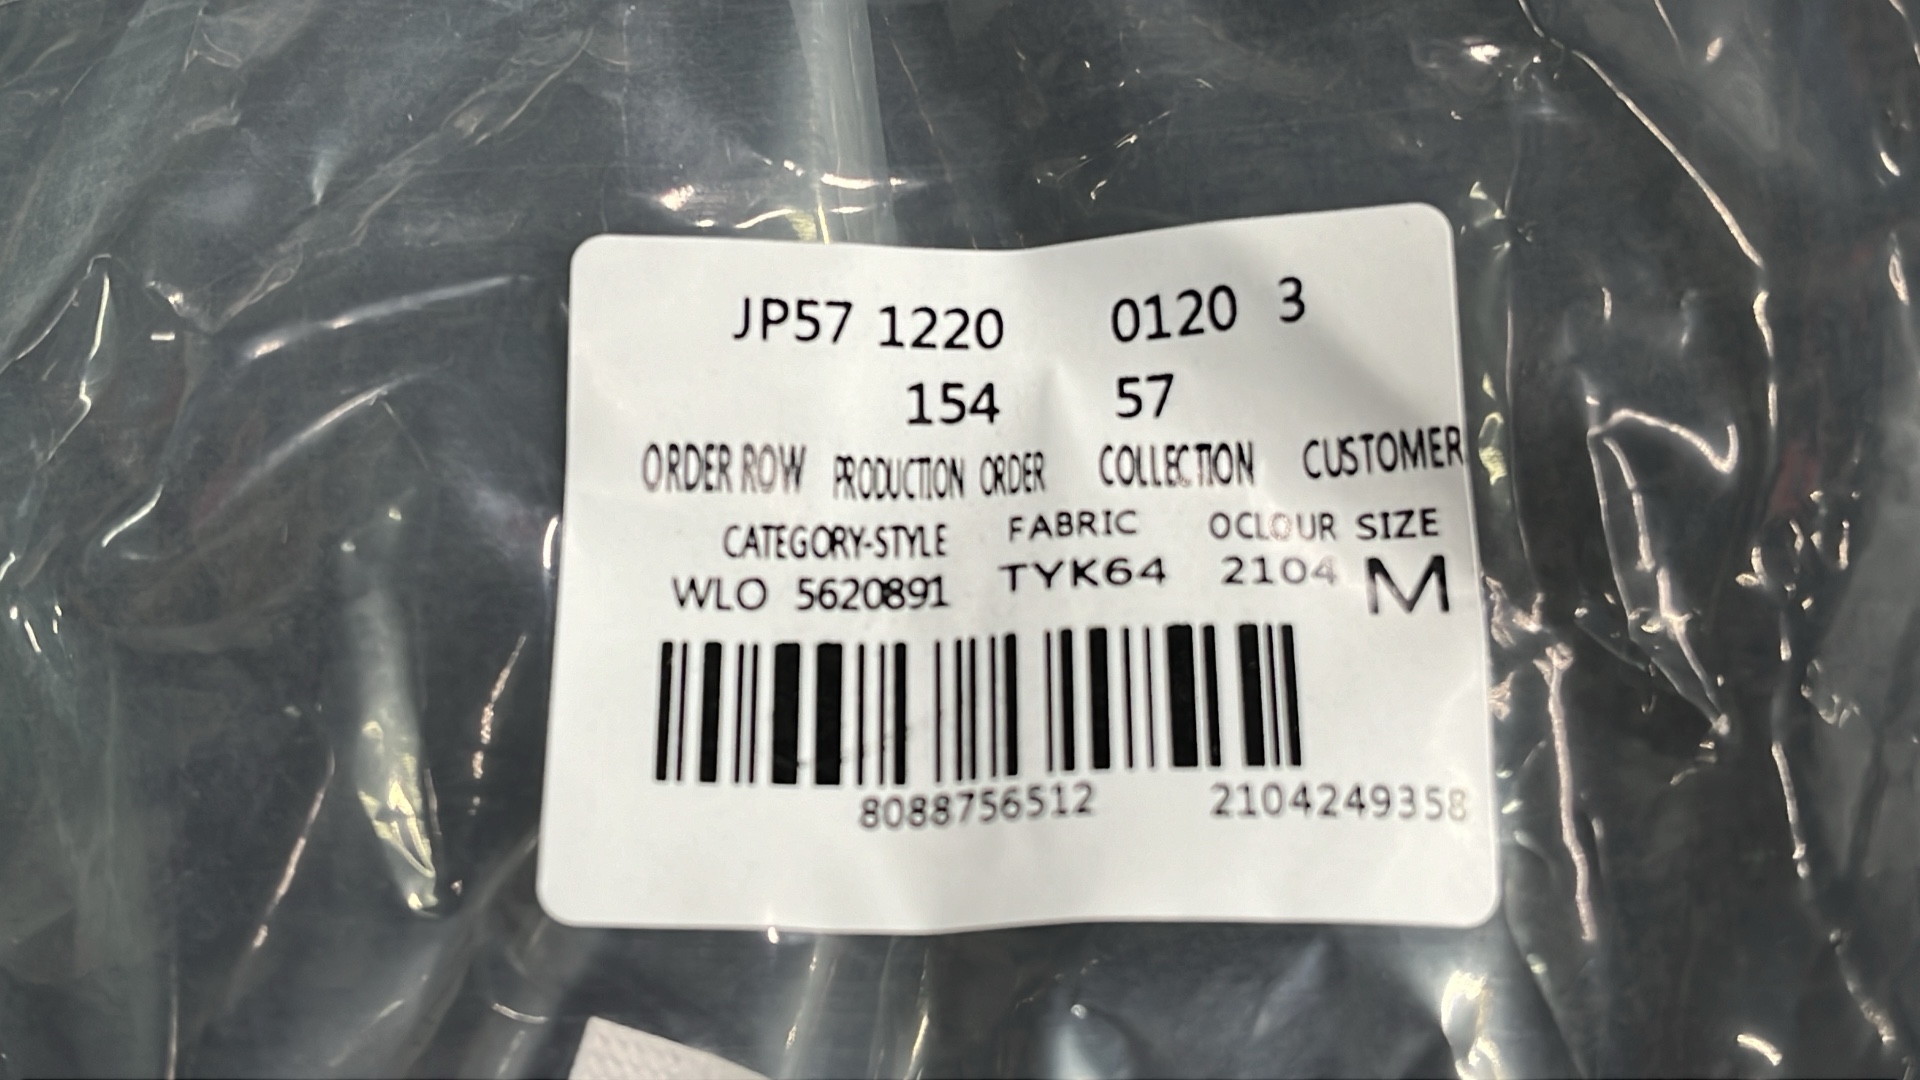 JP57 1220 0120 3
154 57
ORDER ROW PRODUCTION ORDER COLLECTION CUSTOMER
CATEGORY-STYLE FABRIC OCLOUR SIZE
WLO 5620891 TYK64 2104 M
8088756512 2104249358